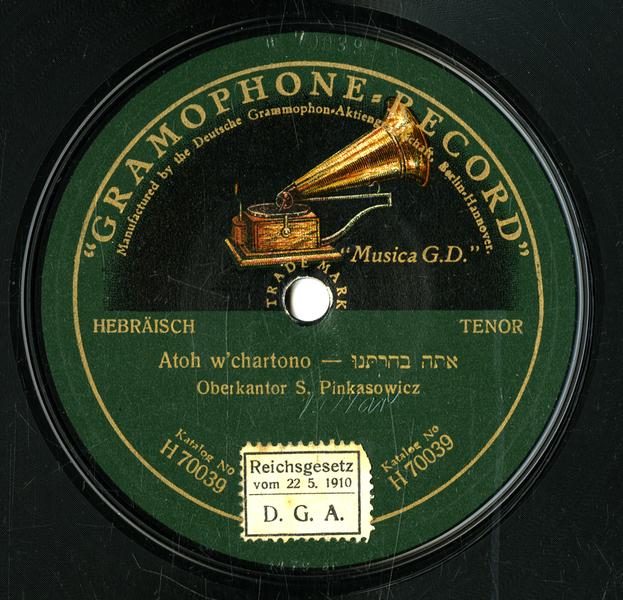 "GRAMOPHONE-RECORD"
Manufactured by the Deutsche Grammophon-Aktiengesellschaft, Berlin-Hannover.
"Musica G.D."
TRADE MARK
HEBRÄISCH
TENOR
Atoh w'chartono — אתה בחרתנו
Oberkantor S. Pinkasowicz
Katalog No
H 70039
Katalog No
H 70039
Reichsgesetz
vom 22 5. 1910
D. G. A.